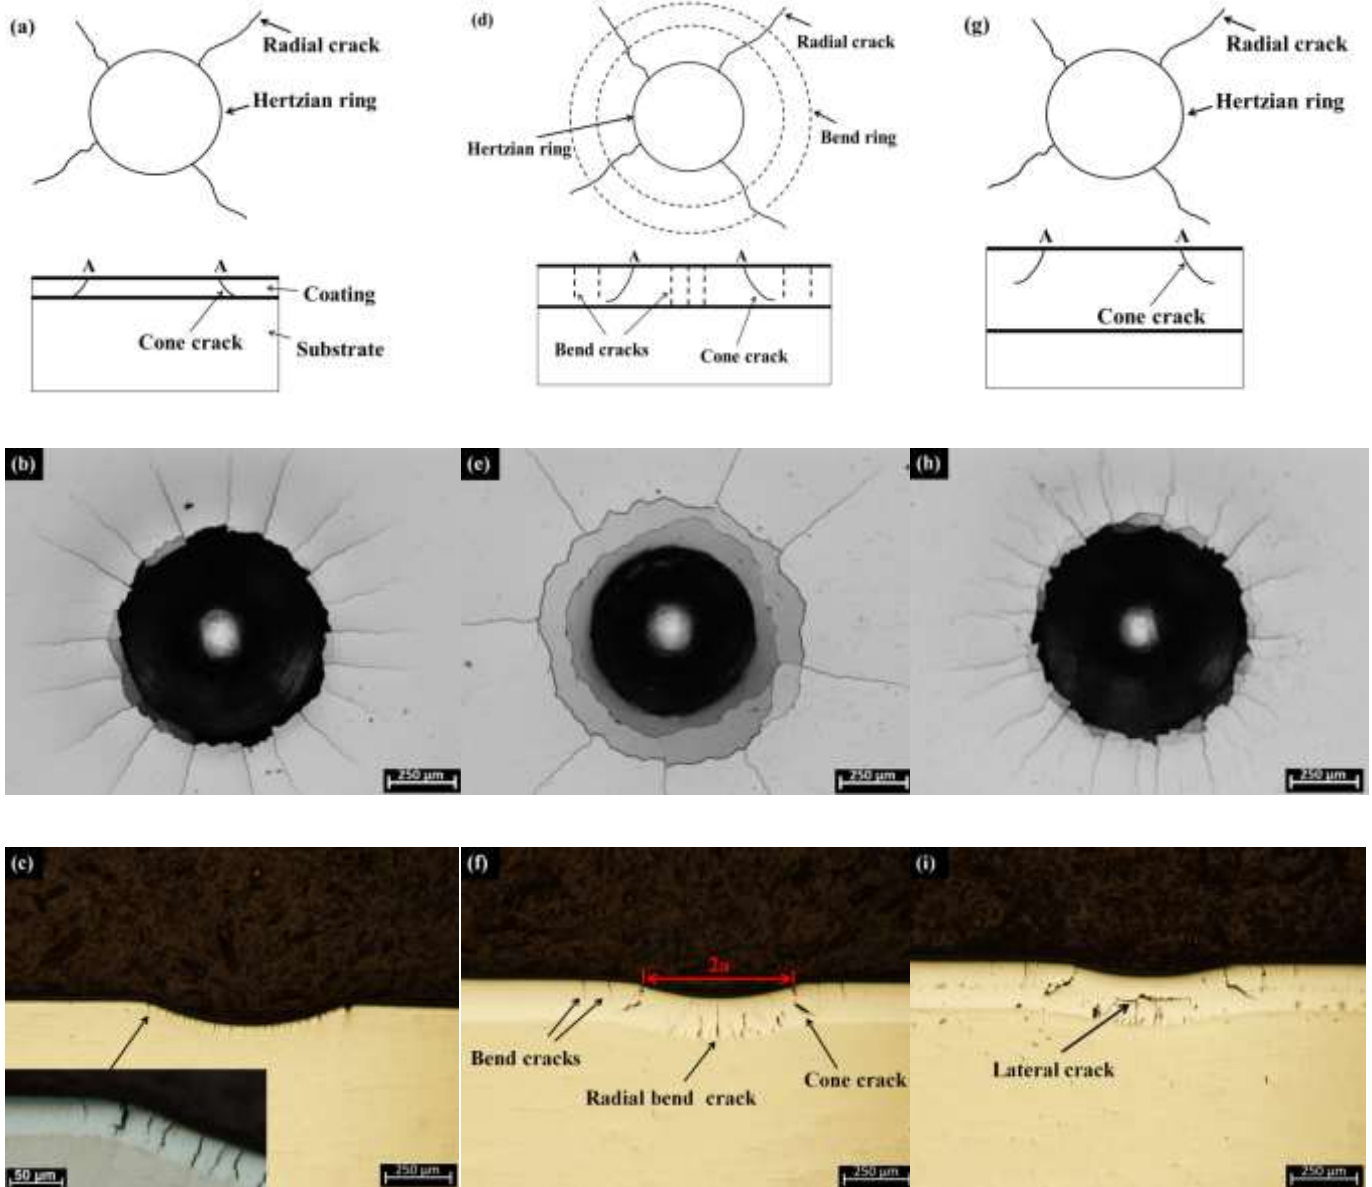 (a)
Radial crack
Hertzian ring
A A
Coating
Cone crack
Substrate
(d)
Radial crack
Hertzian ring
Bend ring
A A
Bend cracks
Cone crack
(g)
Radial crack
Hertzian ring
A A
Cone crack
(b)
250 μm
(e)
250 μm
(h)
250 μm
(c)
50 μm
250 μm
(f)
2a
Bend cracks
Radial bend crack
Cone crack
250 μm
(i)
Lateral crack
250 μm